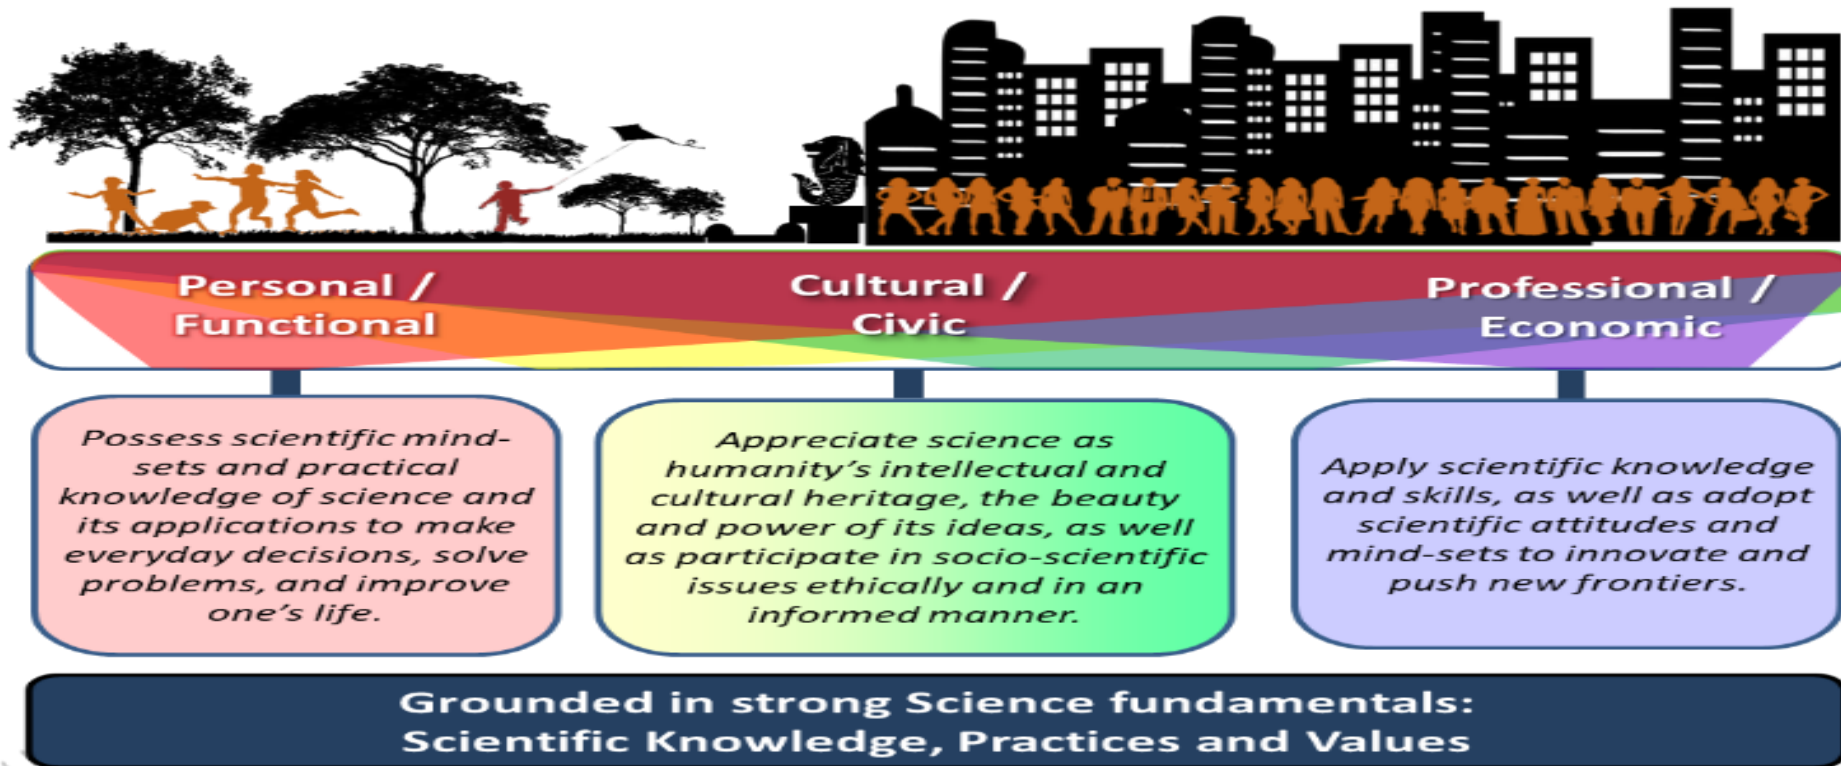 Personal /
Functional
Cultural /
Civic
Professional /
Economic
Possess scientific mind-
sets and practical
knowledge of science and
its applications to make
everyday decisions, solve
problems, and improve
one’s life.
Appreciate science as
humanity’s intellectual and
cultural heritage, the beauty
and power of its ideas, as well
as participate in socio-scientific
issues ethically and in an
informed manner.
Apply scientific knowledge
and skills, as well as adopt
scientific attitudes and
mind-sets to innovate and
push new frontiers.
Grounded in strong Science fundamentals:
Scientific Knowledge, Practices and Values